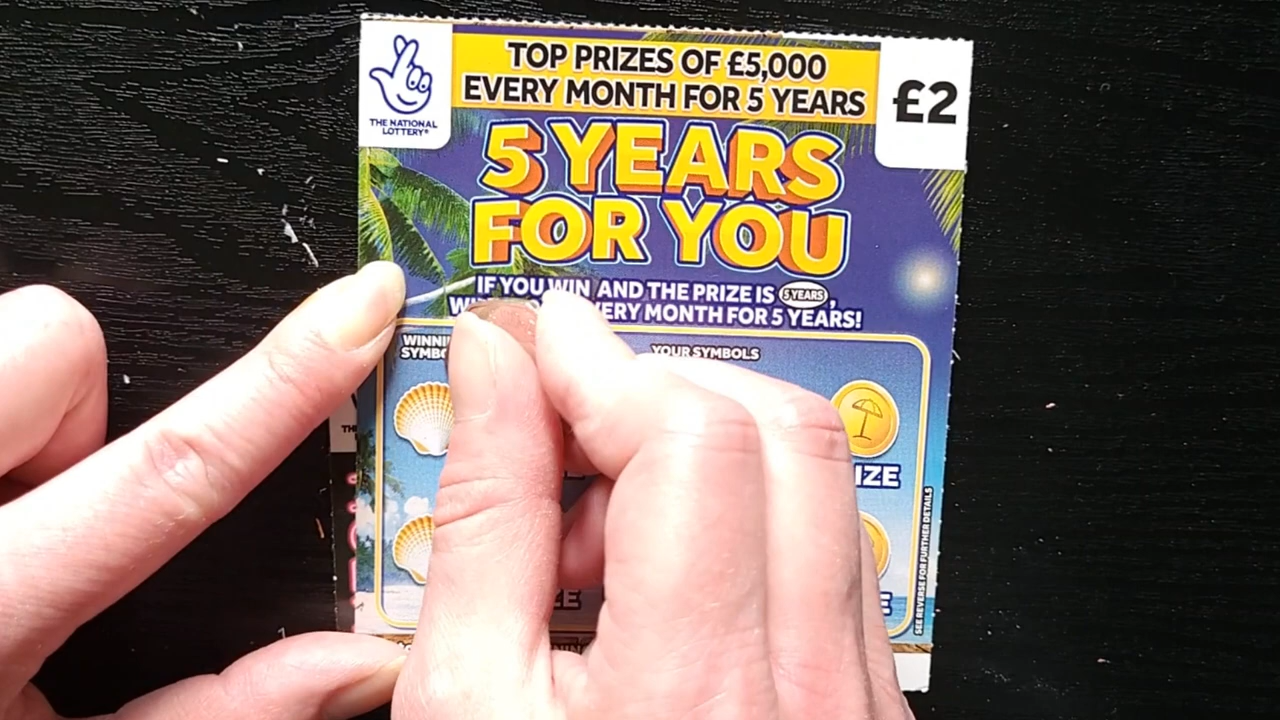 THE NATIONAL
LOTTERY®
TOP PRIZES OF £5,000
EVERY MONTH FOR 5 YEARS
£2
5 YEARS
FOR YOU
IF YOU WIN AND THE PRIZE IS 5 YEARS,
EVERY MONTH FOR 5 YEARS!
YOUR SYMBOLS
SEE REVERSE FOR FURTHER DETAILS